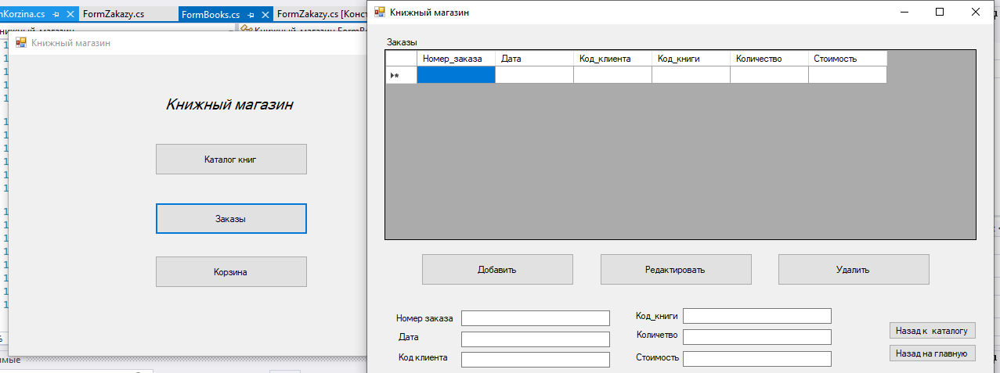 nKorzina.cs
FormZakazy.cs
FormBooks.cs
FormZakazy.cs [Конст
Книжный магазин
Книжный магазин
Каталог книг
Заказы
Корзина
Книжный магазин
Заказы
Номер_заказа Дата Код_клиента Код_книги Количество Стоимость
Добавить Редактировать Удалить
Номер заказа
Дата
Код клиента
Код_книги
Количетво
Стоимость
Назад к каталогу
Назад на главную